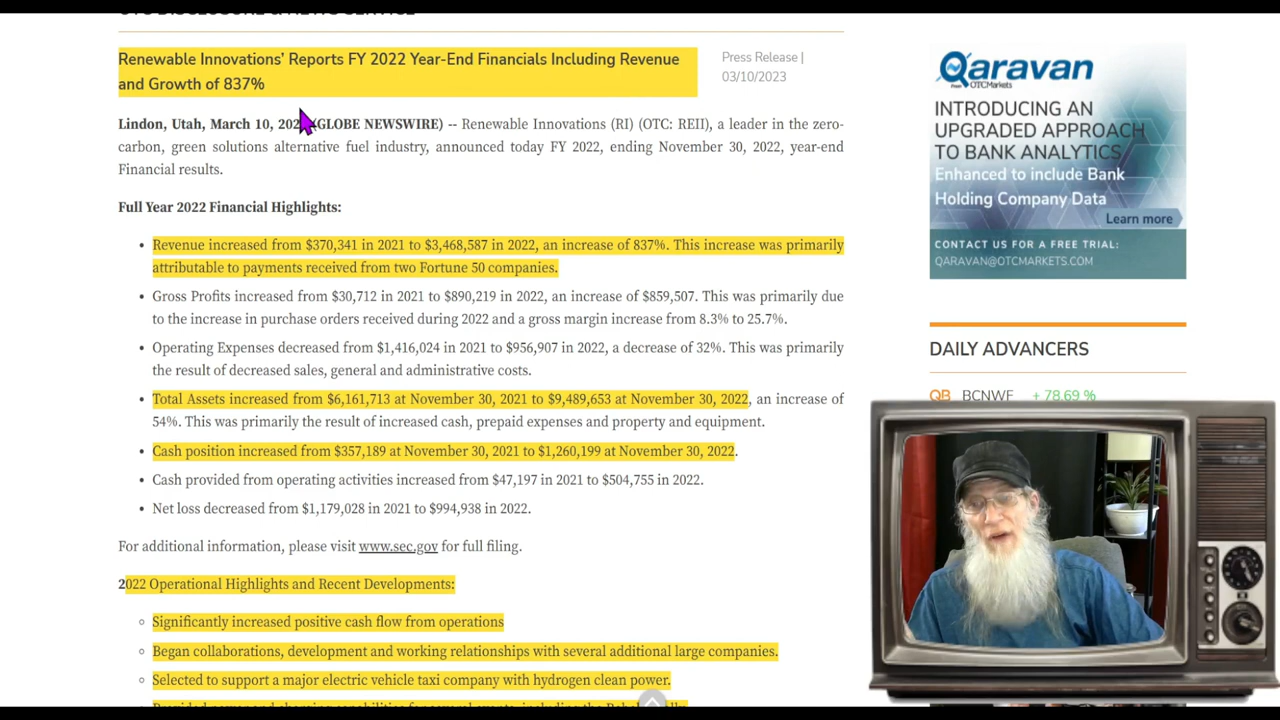 OTC DISCLOSURE & NEWS SERVICE
Renewable Innovations’ Reports FY 2022 Year-End Financials Including Revenue
and Growth of 837%
Press Release |
03/10/2023
Lindon, Utah, March 10, 202 (GLOBE NEWSWIRE) -- Renewable Innovations (RI) (OTC: REII), a leader in the zero-
carbon, green solutions alternative fuel industry, announced today FY 2022, ending November 30, 2022, year-end
Financial results.
Full Year 2022 Financial Highlights:
• Revenue increased from $370,341 in 2021 to $3,468,587 in 2022, an increase of 837%. This increase was primarily
attributable to payments received from two Fortune 50 companies.
• Gross Profits increased from $30,712 in 2021 to $890,219 in 2022, an increase of $859,507. This was primarily due
to the increase in purchase orders received during 2022 and a gross margin increase from 8.3% to 25.7%.
• Operating Expenses decreased from $1,416,024 in 2021 to $956,907 in 2022, a decrease of 32%. This was primarily
the result of decreased sales, general and administrative costs.
• Total Assets increased from $6,161,713 at November 30, 2021 to $9,489,653 at November 30, 2022, an increase of
54%. This was primarily the result of increased cash, prepaid expenses and property and equipment.
• Cash position increased from $357,189 at November 30, 2021 to $1,260,199 at November 30, 2022.
• Cash provided from operating activities increased from $47,197 in 2021 to $504,755 in 2022.
• Net loss decreased from $1,179,028 in 2021 to $994,938 in 2022.
For additional information, please visit www.sec.gov for full filing.
2022 Operational Highlights and Recent Developments:
◦ Significantly increased positive cash flow from operations
◦ Began collaborations, development and working relationships with several additional large companies.
◦ Selected to support a major electric vehicle taxi company with hydrogen clean power.
Qaravan
From OTCMarkets
INTRODUCING AN
UPGRADED APPROACH
TO BANK ANALYTICS
Enhanced to include Bank
Holding Company Data
Learn more
CONTACT US FOR A FREE TRIAL:
QARAVAN@OTCMARKETS.COM
DAILY ADVANCERS
QB BCNWF + 78.69 %